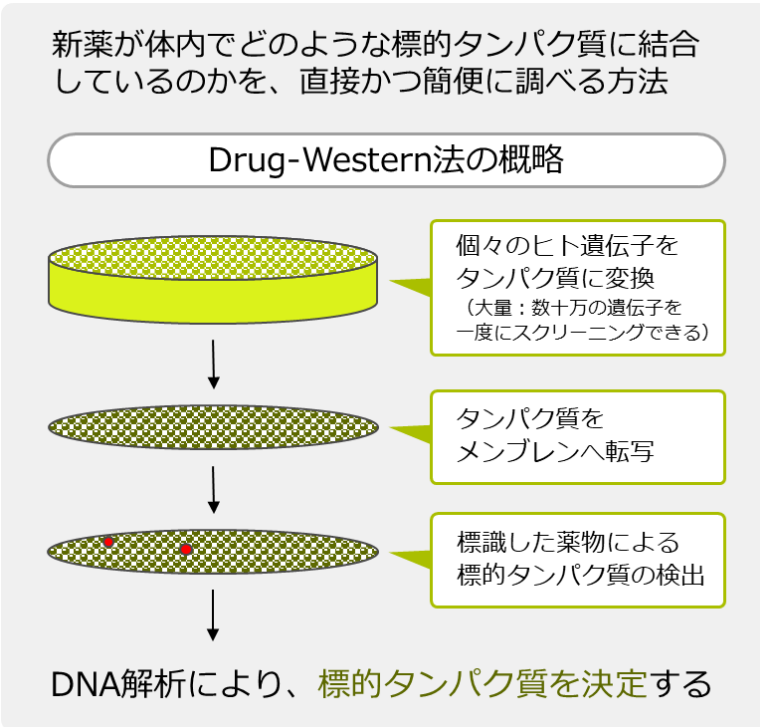 新薬が体内でどのような標的タンパク質に結合
しているのかを、直接かつ簡便に調べる方法
Drug-Western法の概略
個々のヒト遺伝子を
タンパク質に変換
（大量：数十万の遺伝子を
一度にスクリーニングできる）
タンパク質を
メンブレンへ転写
標識した薬物による
標的タンパク質の検出
DNA解析により、標的タンパク質を決定する